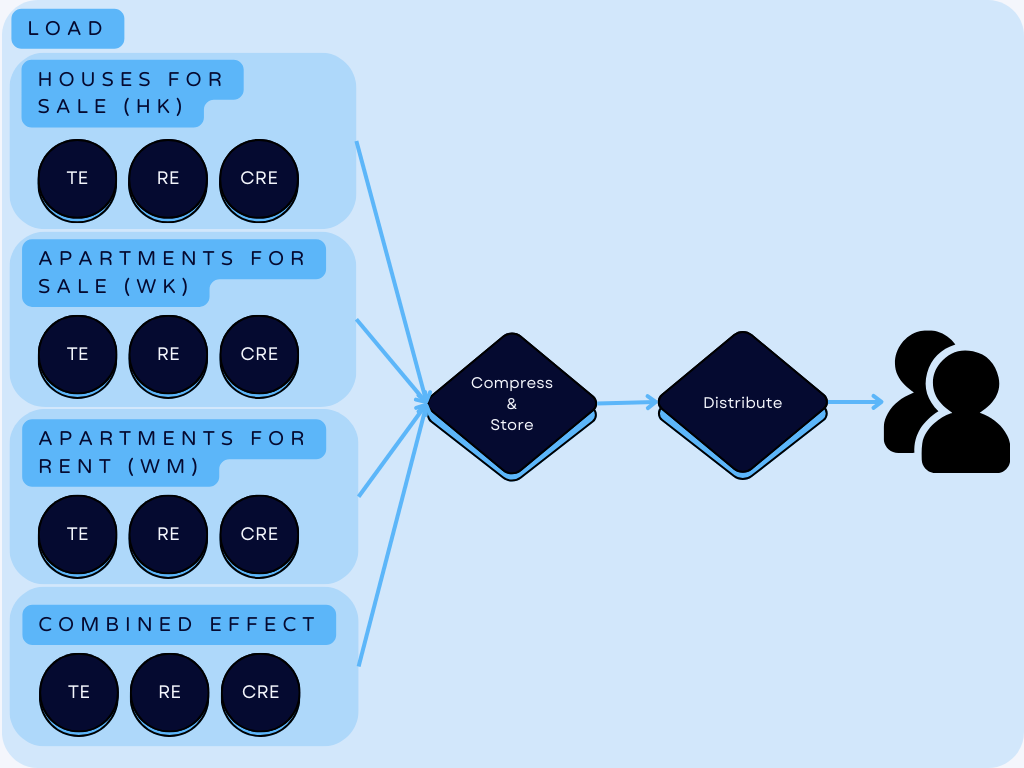 LOAD
HOUSES FOR
SALE (HK)
TE RE CRE
APARTMENTS FOR
SALE (WK)
TE RE CRE
APARTMENTS FOR
RENT (WM)
TE RE CRE
COMBINED EFFECT
TE RE CRE
Compress
&
Store
Distribute